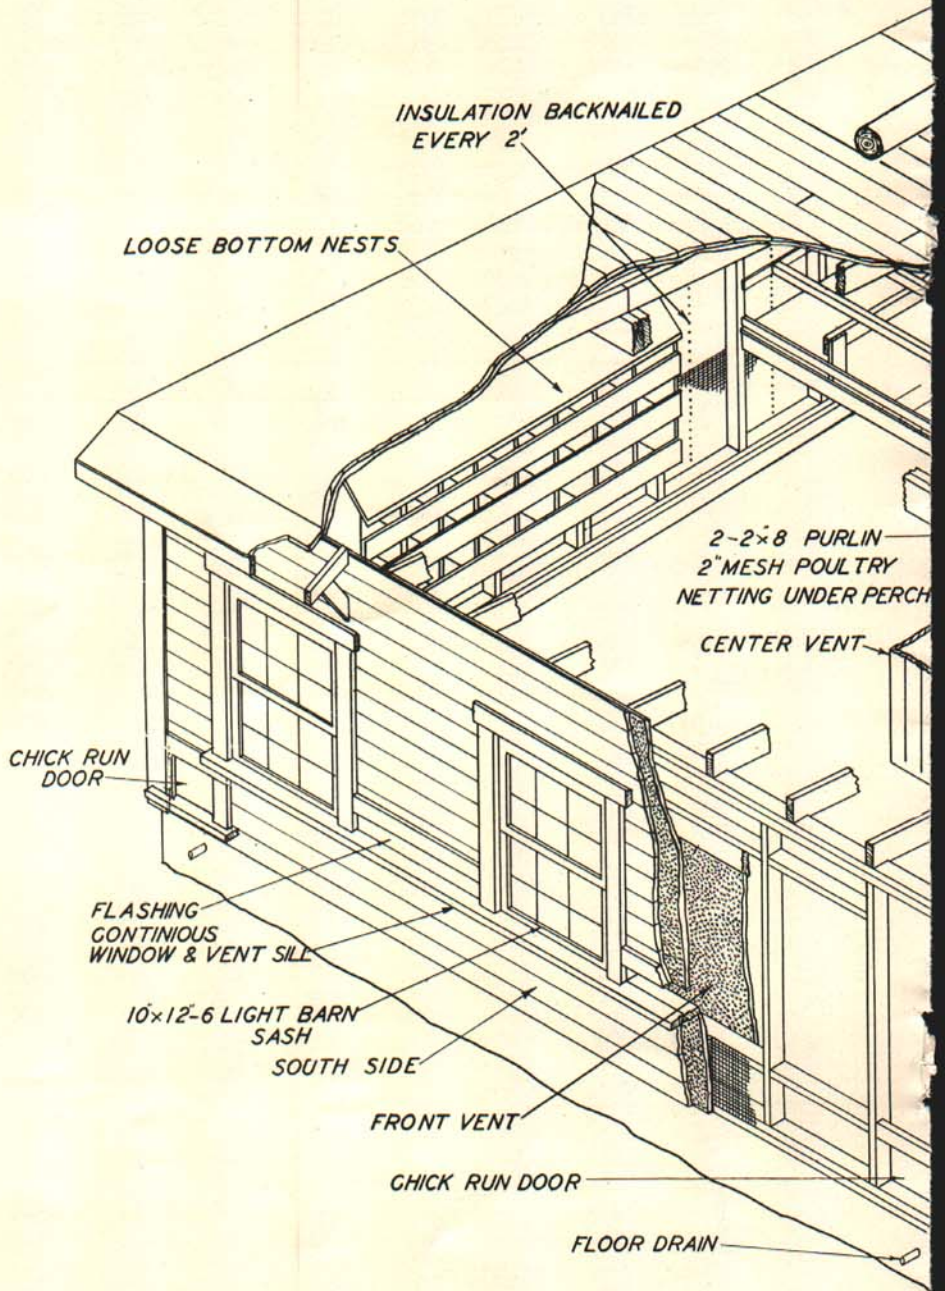 INSULATION BACKNAILED
EVERY 2'
LOOSE BOTTOM NESTS
2-2"x8 PURLIN
2" MESH POULTRY
NETTING UNDER PERCH
CENTER VENT
CHICK RUN
DOOR
FLASHING
CONTINIOUS
WINDOW & VENT SILL
10"x12"-6 LIGHT BARN
SASH
SOUTH SIDE
FRONT VENT
CHICK RUN DOOR
FLOOR DRAIN